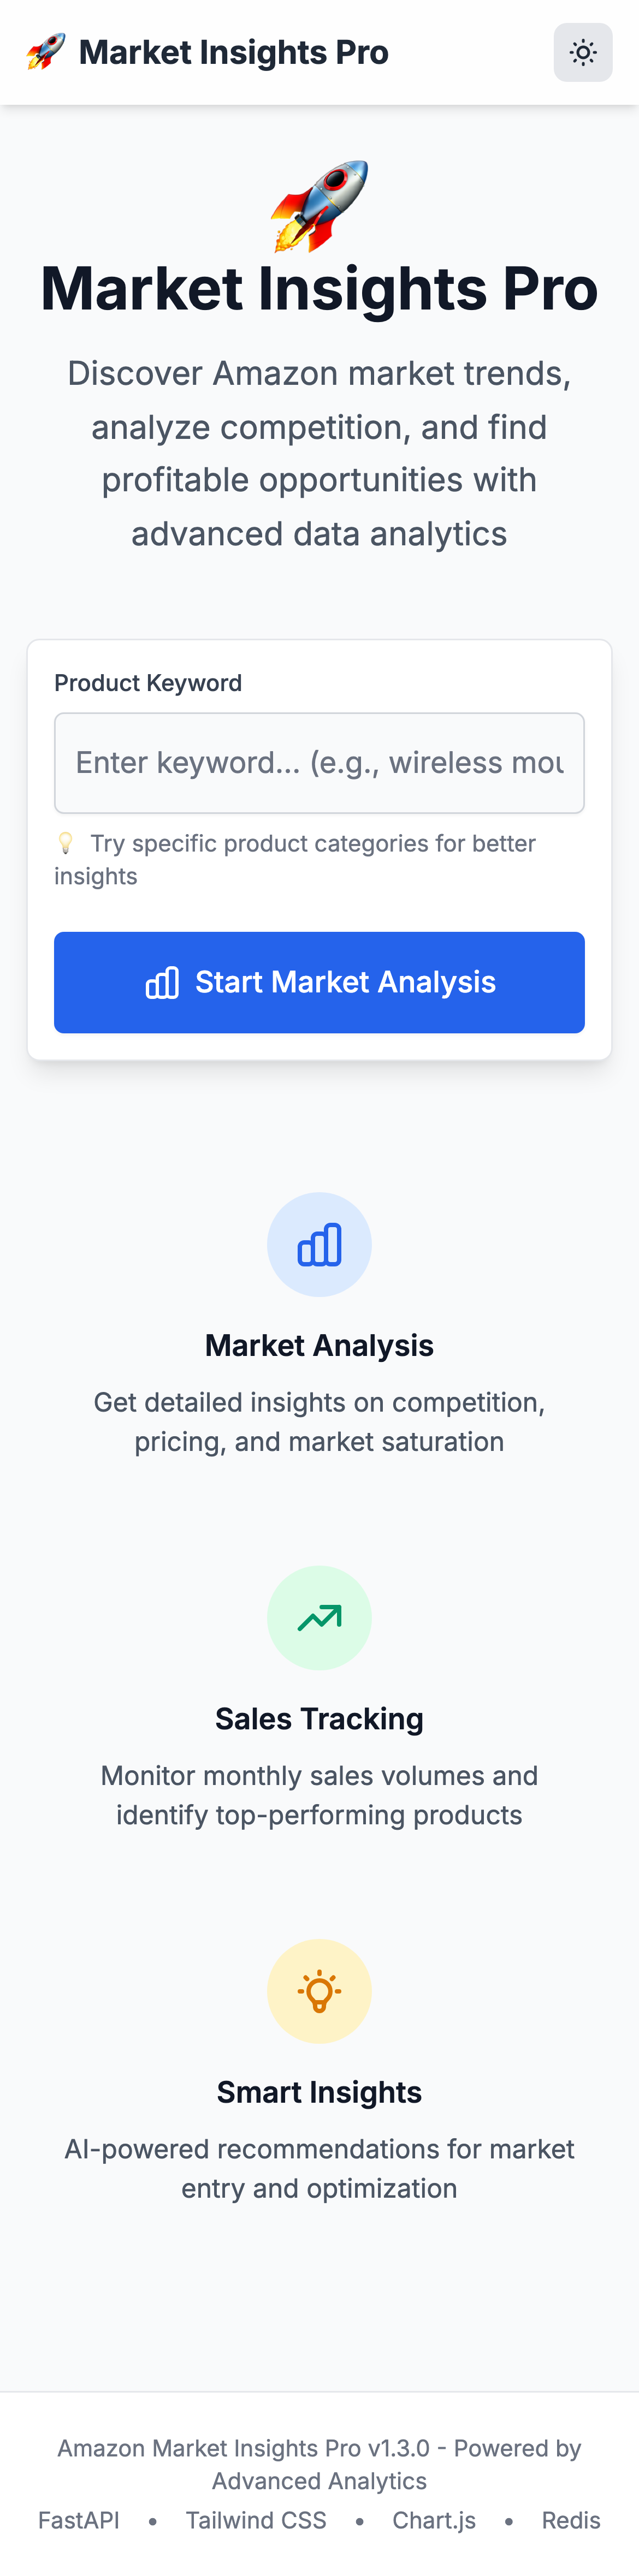 Market Insights Pro
Market Insights Pro
Discover Amazon market trends,
analyze competition, and find
profitable opportunities with
advanced data analytics
Product Keyword
Enter keyword... (e.g., wireless mou
Try specific product categories for better
insights
Start Market Analysis
Market Analysis
Get detailed insights on competition,
pricing, and market saturation
Sales Tracking
Monitor monthly sales volumes and
identify top-performing products
Smart Insights
AI-powered recommendations for market
entry and optimization
Amazon Market Insights Pro v1.3.0 - Powered by
Advanced Analytics
FastAPI • Tailwind CSS • Chart.js • Redis